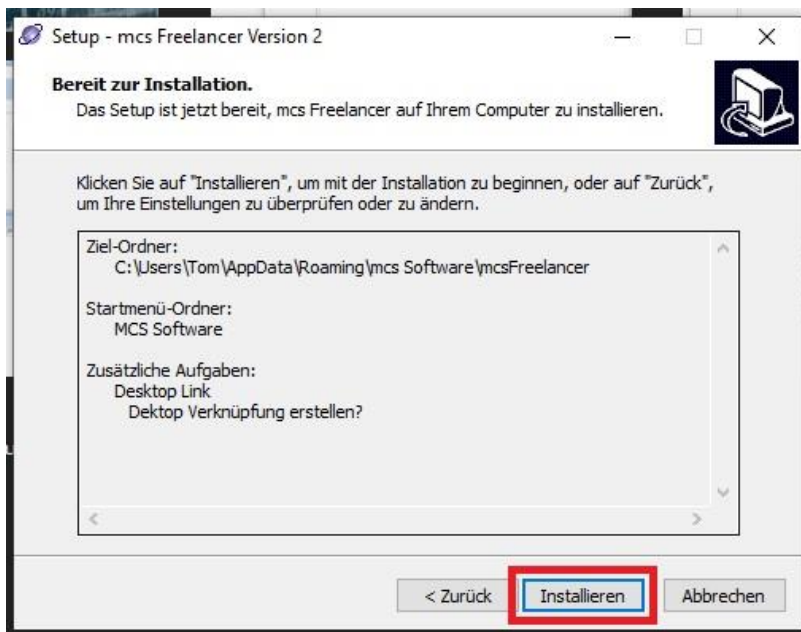 Setup - mcs Freelancer Version 2
Bereit zur Installation.
Das Setup ist jetzt bereit, mcs Freelancer auf Ihrem Computer zu installieren.
Klicken Sie auf "Installieren", um mit der Installation zu beginnen, oder auf "Zurück",
um Ihre Einstellungen zu überprüfen oder zu ändern.
Ziel-Ordner:
C:\Users\Tom\AppData\Roaming\mcs Software\mcsFreelancer
Startmenü-Ordner:
MCS Software
Zusätzliche Aufgaben:
Desktop Link
Dektop Verknüpfung erstellen?
< Zurück
Installieren
Abbrechen